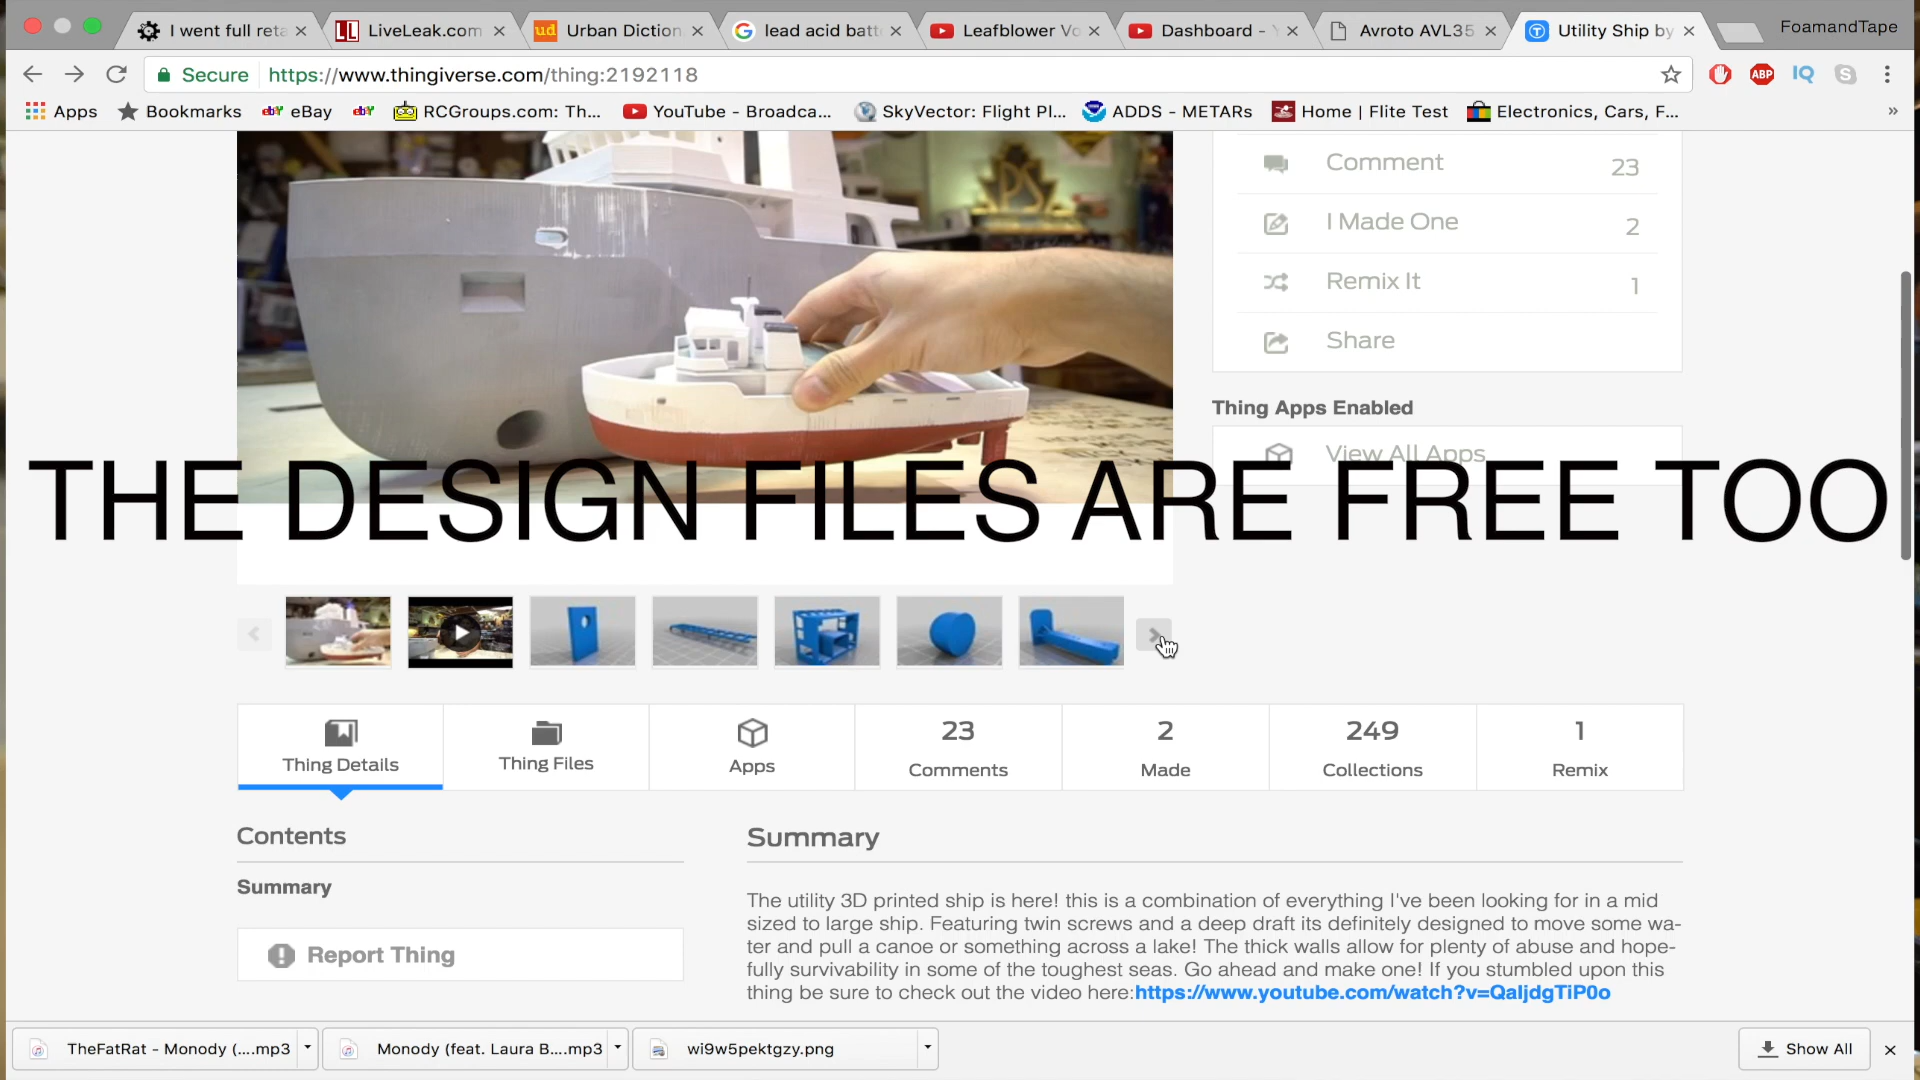 I went full reta
LiveLeak.com
Urban Diction
lead acid batt
Leafblower Vo
Dashboard - Y
Avroto AVL35
Utility Ship by
FoamandTape
Secure
https://www.thingiverse.com/thing:2192118
ABP
IQ
Apps
Bookmarks
eBay
RCGroups.com: Th...
YouTube - Broadca...
SkyVector: Flight Pl...
ADDS - METARs
Home | Flite Test
Electronics, Cars, F...
»
PS
Comment 23
I Made One 2
Remix It 1
Share
Thing Apps Enabled
View All Apps
THE DESIGN FILES ARE FREE TOO
Thing Details
Thing Files
Apps
23
Comments
2
Made
249
Collections
1
Remix
Contents
Summary
Report Thing
Summary
The utility 3D printed ship is here! this is a combination of everything I've been looking for in a mid
sized to large ship. Featuring twin screws and a deep draft its definitely designed to move some wa-
ter and pull a canoe or something across a lake! The thick walls allow for plenty of abuse and hope-
fully survivability in some of the toughest seas. Go ahead and make one! If you stumbled upon this
thing be sure to check out the video here:https://www.youtube.com/watch?v=QaljdgTiP0o
TheFatRat - Monody (....mp3
Monody (feat. Laura B....mp3
wi9w5pektgzy.png
Show All